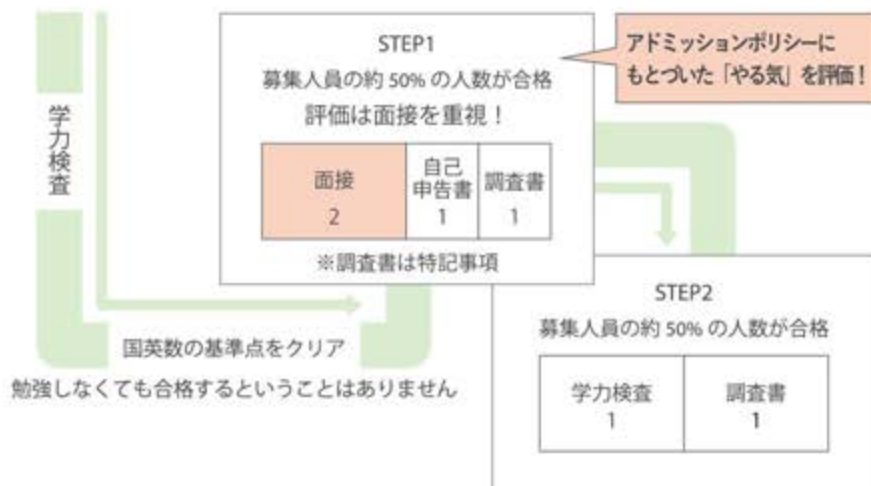 学力検査
STEP1
募集人員の約 50% の人数が合格
評価は面接を重視！
面接
2
自己
申告書
1
調査書
1
※調査書は特記事項
アドミッションポリシーに
もとづいた「やる気」を評価！
国英数の基準点をクリア
勉強しなくても合格するということはありません
STEP2
募集人員の約 50% の人数が合格
学力検査
1
調査書
1